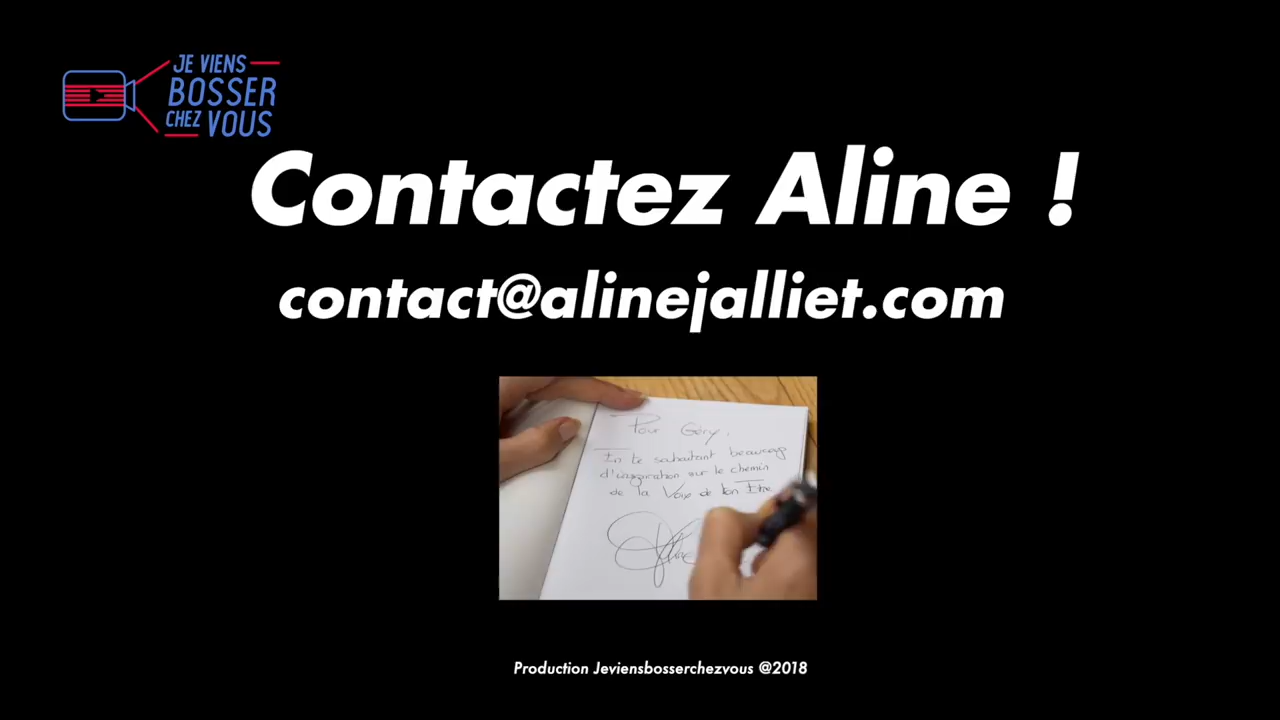 JE VIENS
BOSSER
CHEZ VOUS
Contactez Aline !
contact@alinejalliet.com
Pour Géry,
En te souhaitant beaucoup
d'inspiration sur le chemin
de la Voix de ton Être
Production Jeviensbosserchezvous @2018